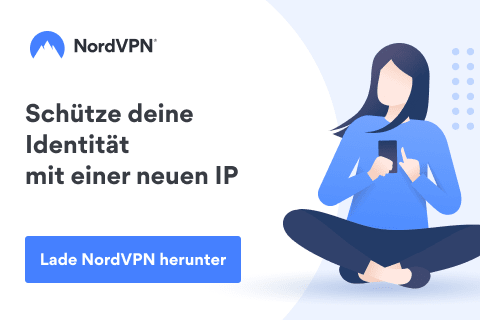 NordVPN®
Schütze deine
Identität
mit einer neuen IP
Lade NordVPN herunter